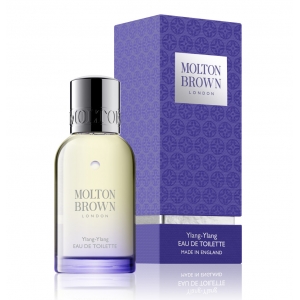 MOLTON
BROWN
LONDON
Ylang-Ylang
EAU DE TOILETTE
MOLTON
BROWN
LONDON
Ylang-Ylang
EAU DE TOILETTE
MADE IN ENGLAND